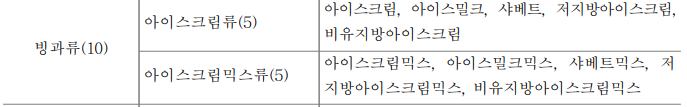 빙과류(10)
아이스크림류(5)
아이스크림, 아이스밀크, 샤베트, 저지방아이스크림,
비유지방아이스크림
아이스크림믹스류(5)
아이스크림믹스, 아이스밀크믹스, 샤베트믹스, 저
지방아이스크림믹스, 비유지방아이스크림믹스